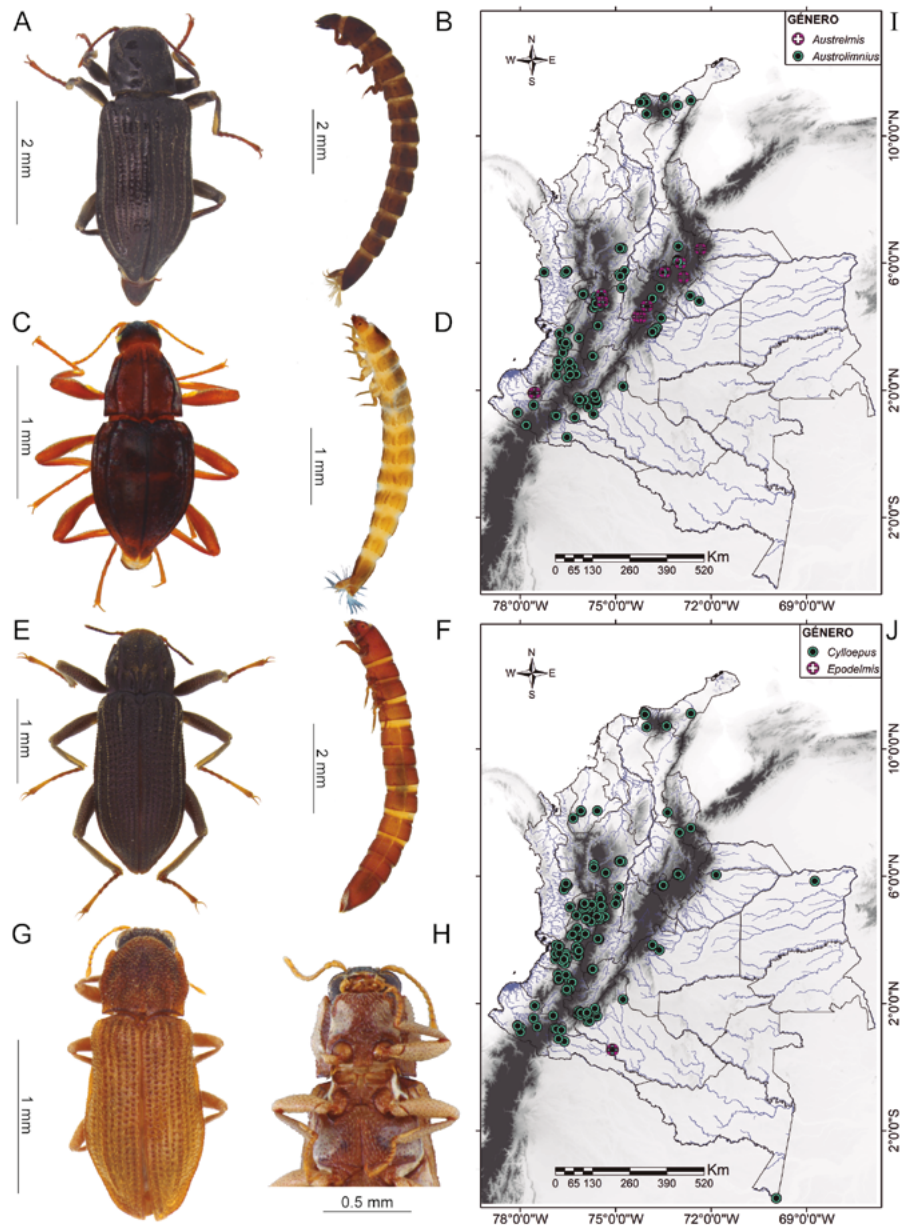 A
2 mm
2 mm
B
C
1 mm
1 mm
D
E
1 mm
2 mm
F
G
1 mm
H
0.5 mm
I
GÉNERO
Austrelmis
Austrolimnius
N
W E
S
10°0'0"N
6°0'0"N
2°0'0"N
2°0'0"S
Km
0 65 130 260 390 520
78°0'0"W 75°0'0"W 72°0'0"W 69°0'0"W
J
GÉNERO
Cylloepus
Epodelmis
N
W E
S
10°0'0"N
6°0'0"N
2°0'0"N
2°0'0"S
Km
0 65 130 260 390 520
78°0'0"W 75°0'0"W 72°0'0"W 69°0'0"W